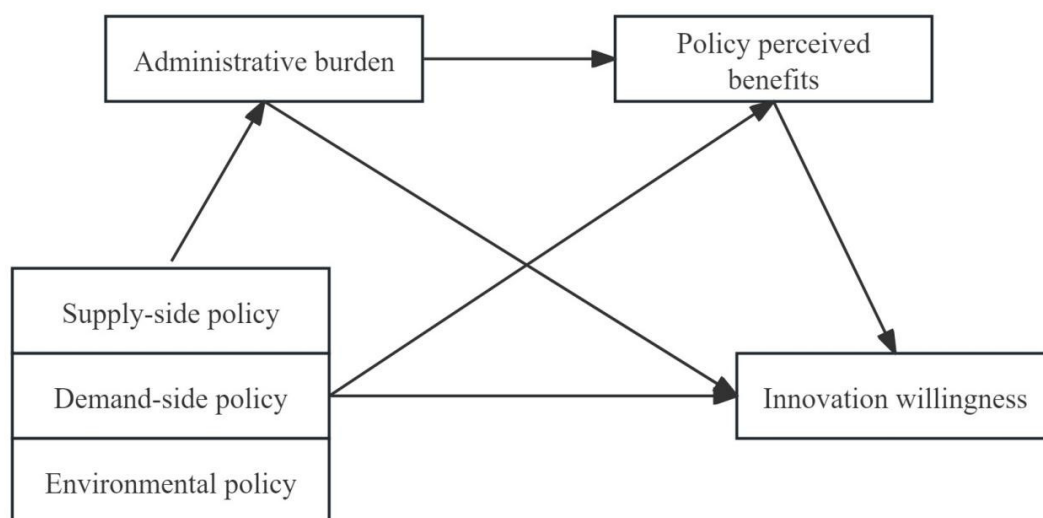 Administrative burden
Policy perceived
benefits
Supply-side policy
Demand-side policy
Innovation willingness
Environmental policy